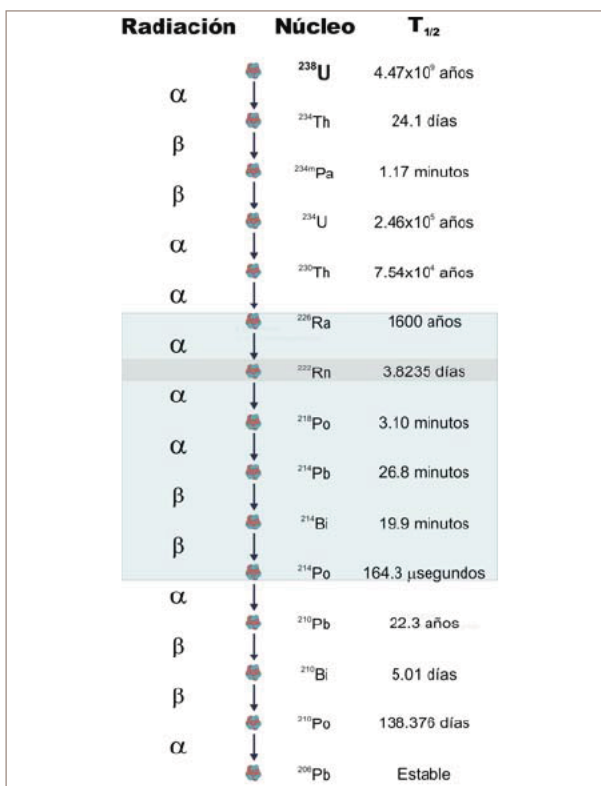 Radiación Núcleo T1/2
²³⁸U 4.47x10⁹ años
α
²³⁴Th 24.1 días
β
²³⁴ᵐPa 1.17 minutos
β
²³⁴U 2.46x10⁵ años
α
²³⁰Th 7.54x10⁴ años
α
²²⁶Ra 1600 años
α
²²²Rn 3.8235 días
α
²¹⁸Po 3.10 minutos
α
²¹⁴Pb 26.8 minutos
β
²¹⁴Bi 19.9 minutos
β
²¹⁴Po 164.3 µsegundos
α
²¹⁰Pb 22.3 años
β
²¹⁰Bi 5.01 días
β
²¹⁰Po 138.376 días
α
²⁰⁶Pb Estable